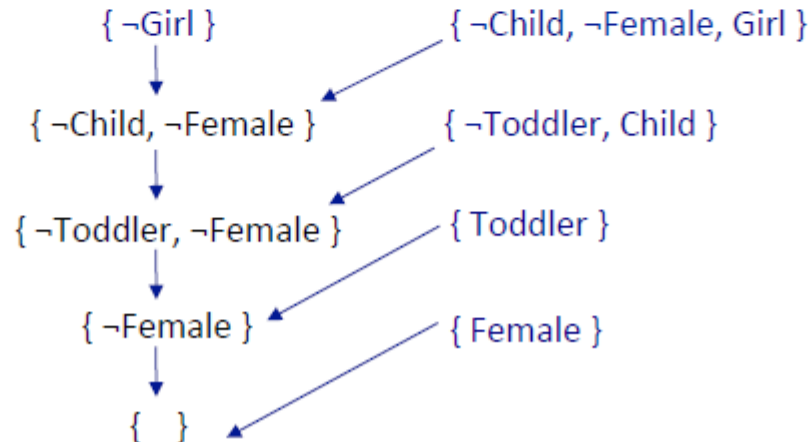 { ¬Girl } { ¬Child, ¬Female, Girl }
{ ¬Child, ¬Female } { ¬Toddler, Child }
{ ¬Toddler, ¬Female } { Toddler }
{ ¬Female } { Female }
{ }